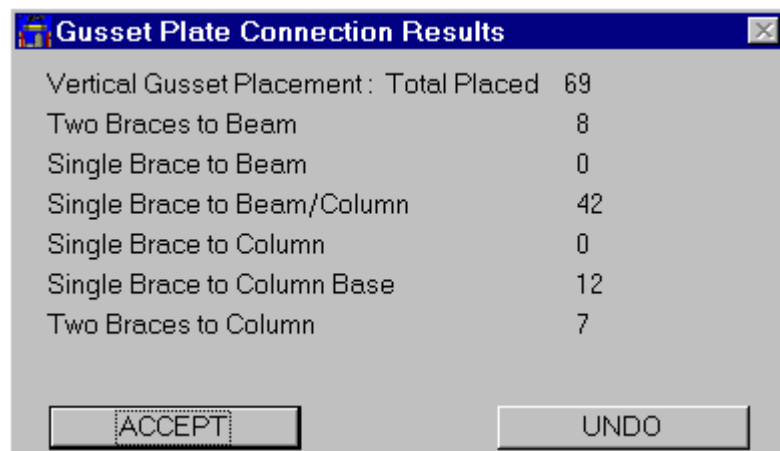 Gusset Plate Connection Results
Vertical Gusset Placement : Total Placed 69
Two Braces to Beam 8
Single Brace to Beam 0
Single Brace to Beam/Column 42
Single Brace to Column 0
Single Brace to Column Base 12
Two Braces to Column 7
ACCEPT UNDO